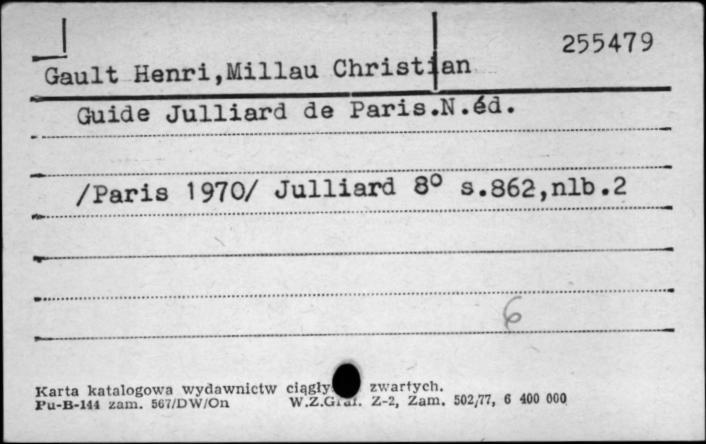 255479
Gault Henri,Millau Christian
Guide Julliard de Paris.N.éd.
/Paris 1970/ Julliard 8° s.862,nlb.2
6
Karta katalogowa wydawnictw zwartych.
Pu-B-144 zam. 567/DW/On W.Z.Graf. Z-2, Zam. 502/77, 6 400 000